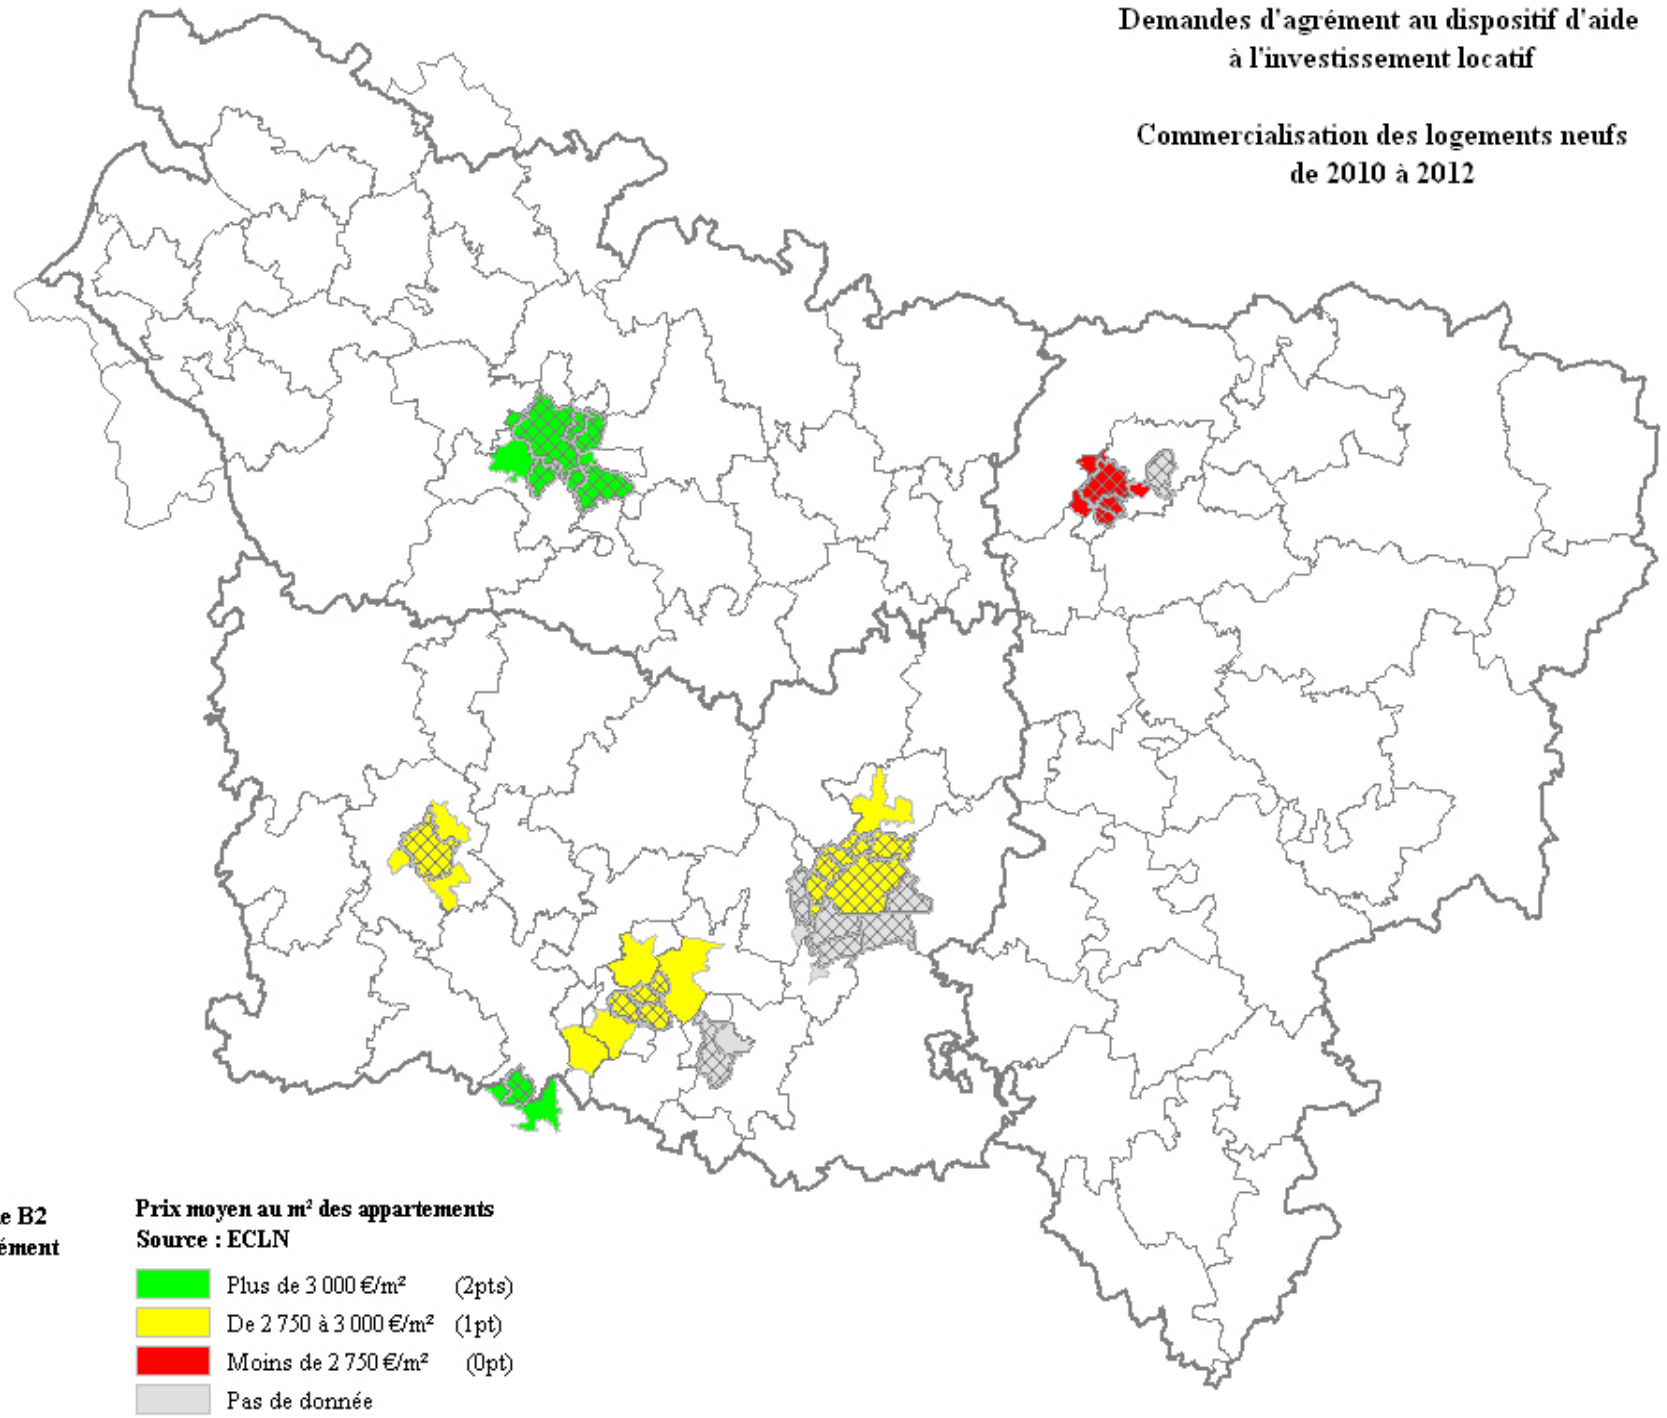 Demandes d'agrément au dispositif d'aide
à l'investissement locatif
Commercialisation des logements neufs
de 2010 à 2012
e B2
ément
Prix moyen au m² des appartements
Source : ECLN
Plus de 3 000 €/m² (2pts)
De 2 750 à 3 000 €/m² (1pt)
Moins de 2 750 €/m² (0pt)
Pas de donnée